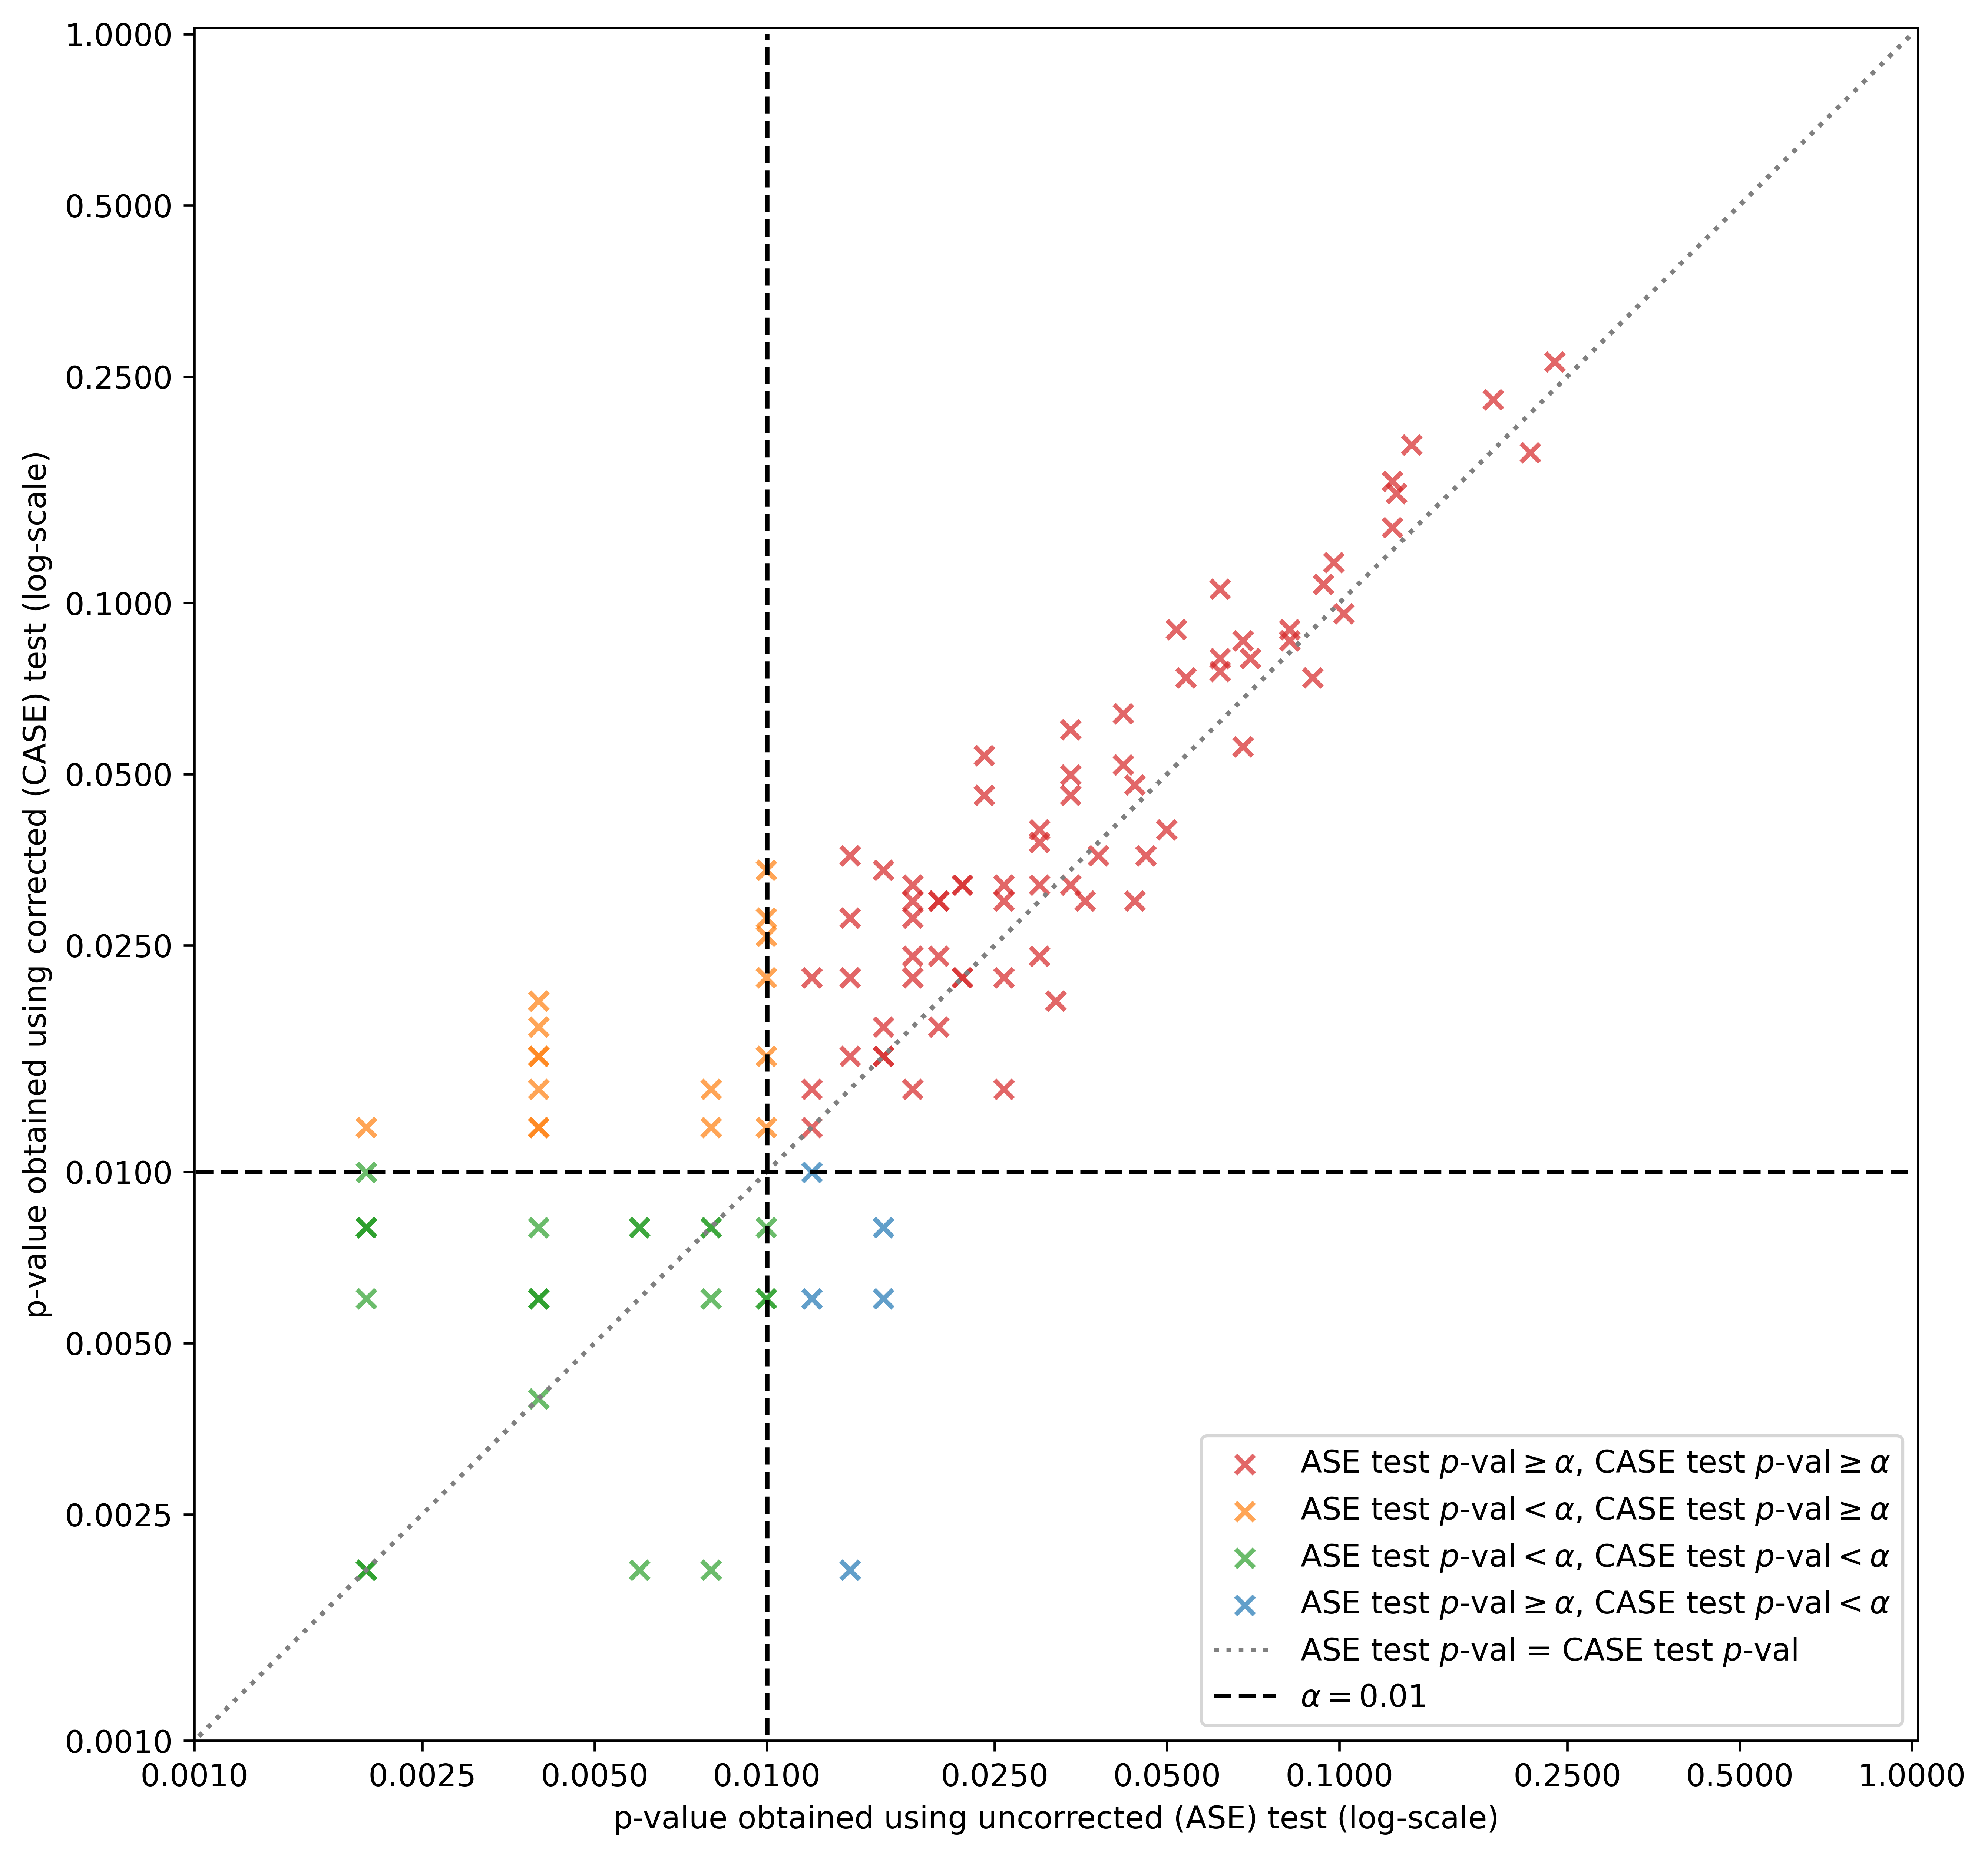 1.0000
0.5000
0.2500
0.1000
0.0500
0.0250
0.0100
0.0050
0.0025
0.0010
p-value obtained using corrected (CASE) test (log-scale)
0.0010 0.0025 0.0050 0.0100 0.0250 0.0500 0.1000 0.2500 0.5000 1.0000
p-value obtained using uncorrected (ASE) test (log-scale)
ASE test p-val ≥ α, CASE test p-val ≥ α
ASE test p-val < α, CASE test p-val ≥ α
ASE test p-val < α, CASE test p-val < α
ASE test p-val ≥ α, CASE test p-val < α
ASE test p-val = CASE test p-val
α = 0.01